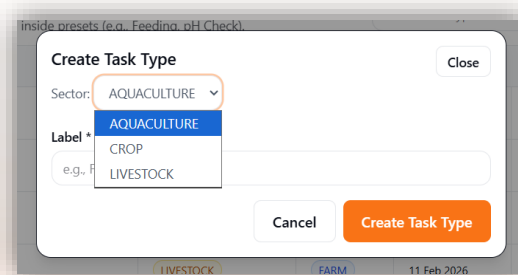 inside presets (e.g., Feeding, pH Check).
Create Task Type
Close
Sector: AQUACULTURE
AQUACULTURE
CROP
LIVESTOCK
Label *
e.g., F
Cancel
Create Task Type
LIVESTOCK
FARM
11 Feb 2026